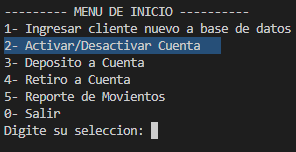 --------- MENU DE INICIO ----------
1- Ingresar cliente nuevo a base de datos
2- Activar/Desactivar Cuenta
3- Deposito a Cuenta
4- Retiro a Cuenta
5- Reporte de Movientos
0- Salir
Digite su seleccion: